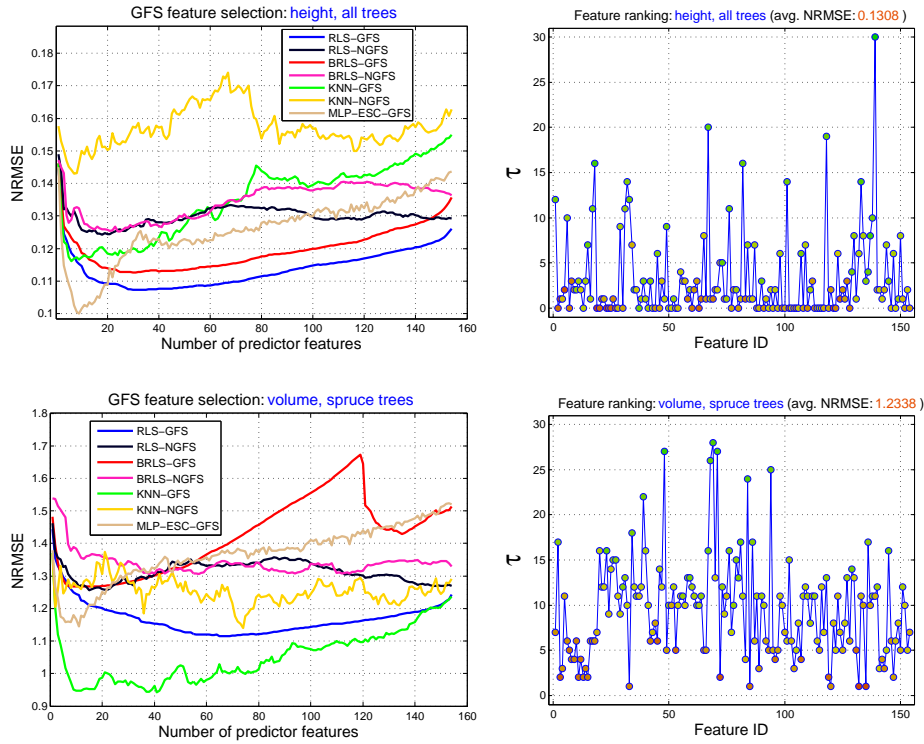 GFS feature selection: height, all trees
NRMSE
0.18
0.17
0.16
0.15
0.14
0.13
0.12
0.11
0.1
RLS-GFS
RLS-NGFS
BRLS-GFS
BRLS-NGFS
KNN-GFS
KNN-NGFS
MLP-ESC-GFS
20 40 60 80 100 120 140 160
Number of predictor features
Feature ranking: height, all trees (avg. NRMSE: 0.1308 )
τ
30
25
20
15
10
5
0
0 50 100 150
Feature ID
GFS feature selection: volume, spruce trees
NRMSE
1.8
1.7
1.6
1.5
1.4
1.3
1.2
1.1
1
0.9
RLS-GFS
RLS-NGFS
BRLS-GFS
BRLS-NGFS
KNN-GFS
KNN-NGFS
MLP-ESC-GFS
0 20 40 60 80 100 120 140 160
Number of predictor features
Feature ranking: volume, spruce trees (avg. NRMSE: 1.2338 )
τ
30
25
20
15
10
5
0
0 50 100 150
Feature ID